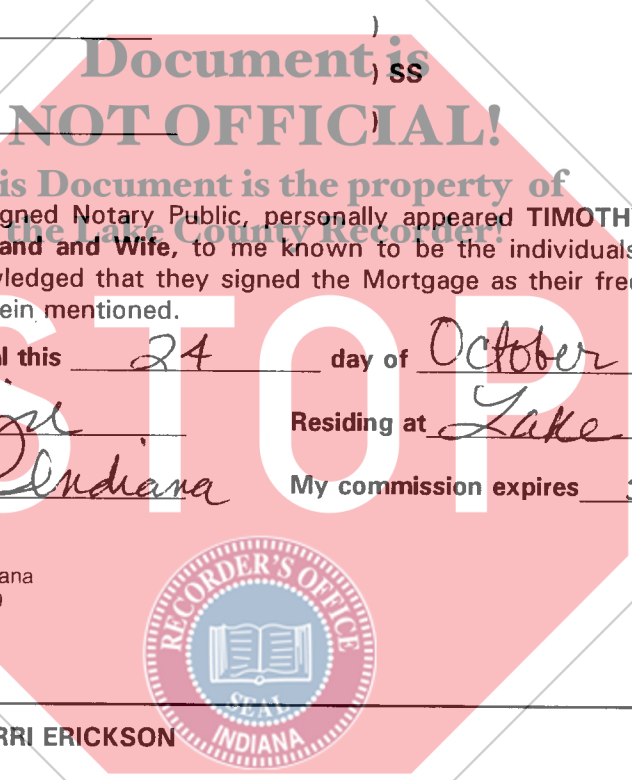 )
Document is
) SS
NOT OFFICIAL!
)
is Document is the property of
gned Notary Public, personally appeared TIMOTH
the Lake County Recorder!
and and Wife, to me known to be the individuals
ledged that they signed the Mortgage as their free
ein mentioned.
l this 24 day of October
STOP
Residing at Lake
Indiana My commission expires
ana
RECORDER'S OFFICE
SEAL
INDIANA
RRI ERICKSON